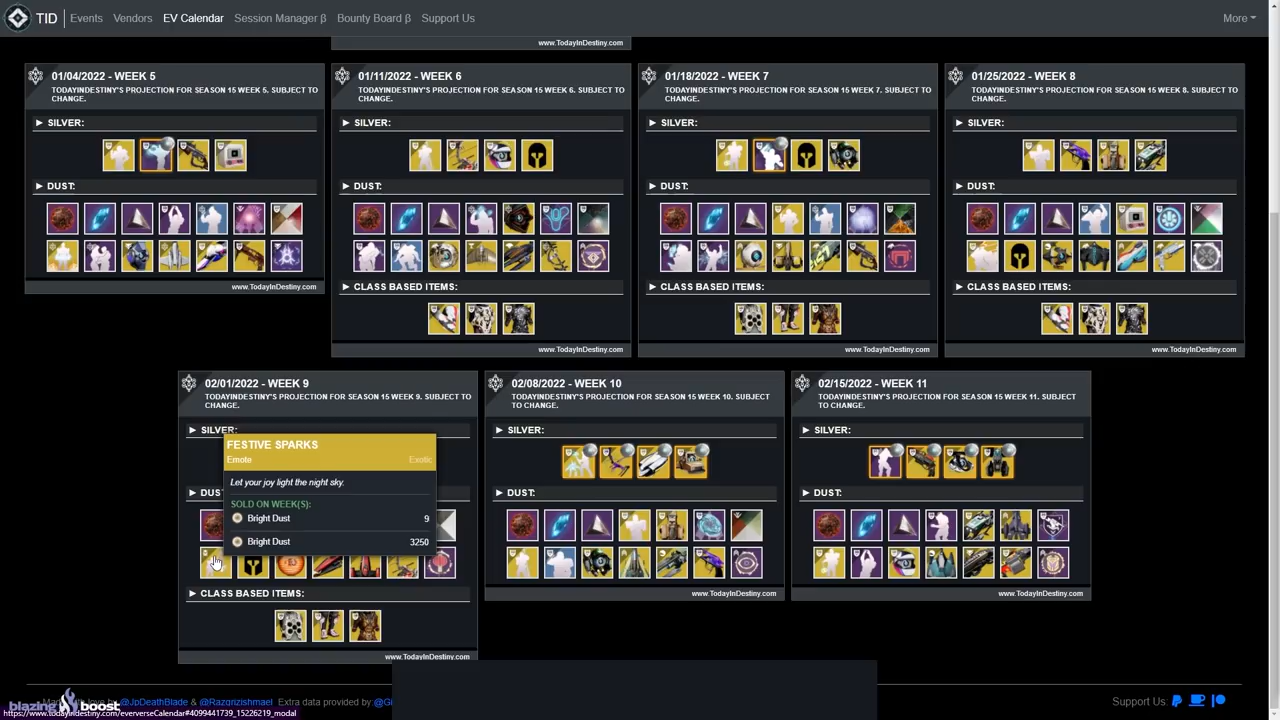 TID
Events
Vendors
EV Calendar
Session Manager β
Bounty Board β
Support Us
More
www.TodayInDestiny.com
01/04/2022 - WEEK 5
TODAYINDESTINY'S PROJECTION FOR SEASON 15 WEEK 5. SUBJECT TO
CHANGE.
SILVER:
DUST:
www.TodayInDestiny.com
01/11/2022 - WEEK 6
TODAYINDESTINY'S PROJECTION FOR SEASON 15 WEEK 6. SUBJECT TO
CHANGE.
SILVER:
DUST:
CLASS BASED ITEMS:
www.TodayInDestiny.com
01/18/2022 - WEEK 7
TODAYINDESTINY'S PROJECTION FOR SEASON 15 WEEK 7. SUBJECT TO
CHANGE.
SILVER:
DUST:
CLASS BASED ITEMS:
www.TodayInDestiny.com
01/25/2022 - WEEK 8
TODAYINDESTINY'S PROJECTION FOR SEASON 15 WEEK 8. SUBJECT TO
CHANGE.
SILVER:
DUST:
CLASS BASED ITEMS:
www.TodayInDestiny.com
02/01/2022 - WEEK 9
TODAYINDESTINY'S PROJECTION FOR SEASON 15 WEEK 9. SUBJECT TO
CHANGE.
SILVER:
FESTIVE SPARKS
Emote Exotic
Let your joy light the night sky.
SOLD ON WEEK(S):
Bright Dust 9
Bright Dust 3250
CLASS BASED ITEMS:
www.TodayInDestiny.com
02/08/2022 - WEEK 10
TODAYINDESTINY'S PROJECTION FOR SEASON 15 WEEK 10. SUBJECT
TO CHANGE.
SILVER:
DUST:
www.TodayInDestiny.com
02/15/2022 - WEEK 11
TODAYINDESTINY'S PROJECTION FOR SEASON 15 WEEK 11. SUBJECT
TO CHANGE.
SILVER:
DUST:
www.TodayInDestiny.com
@JpDeathBlade & @Razgrizishmael Extra data provided by
Support Us:
blazing boost
https://www.todayindestiny.com/eververseCalendar#4099441739_15226219_modal